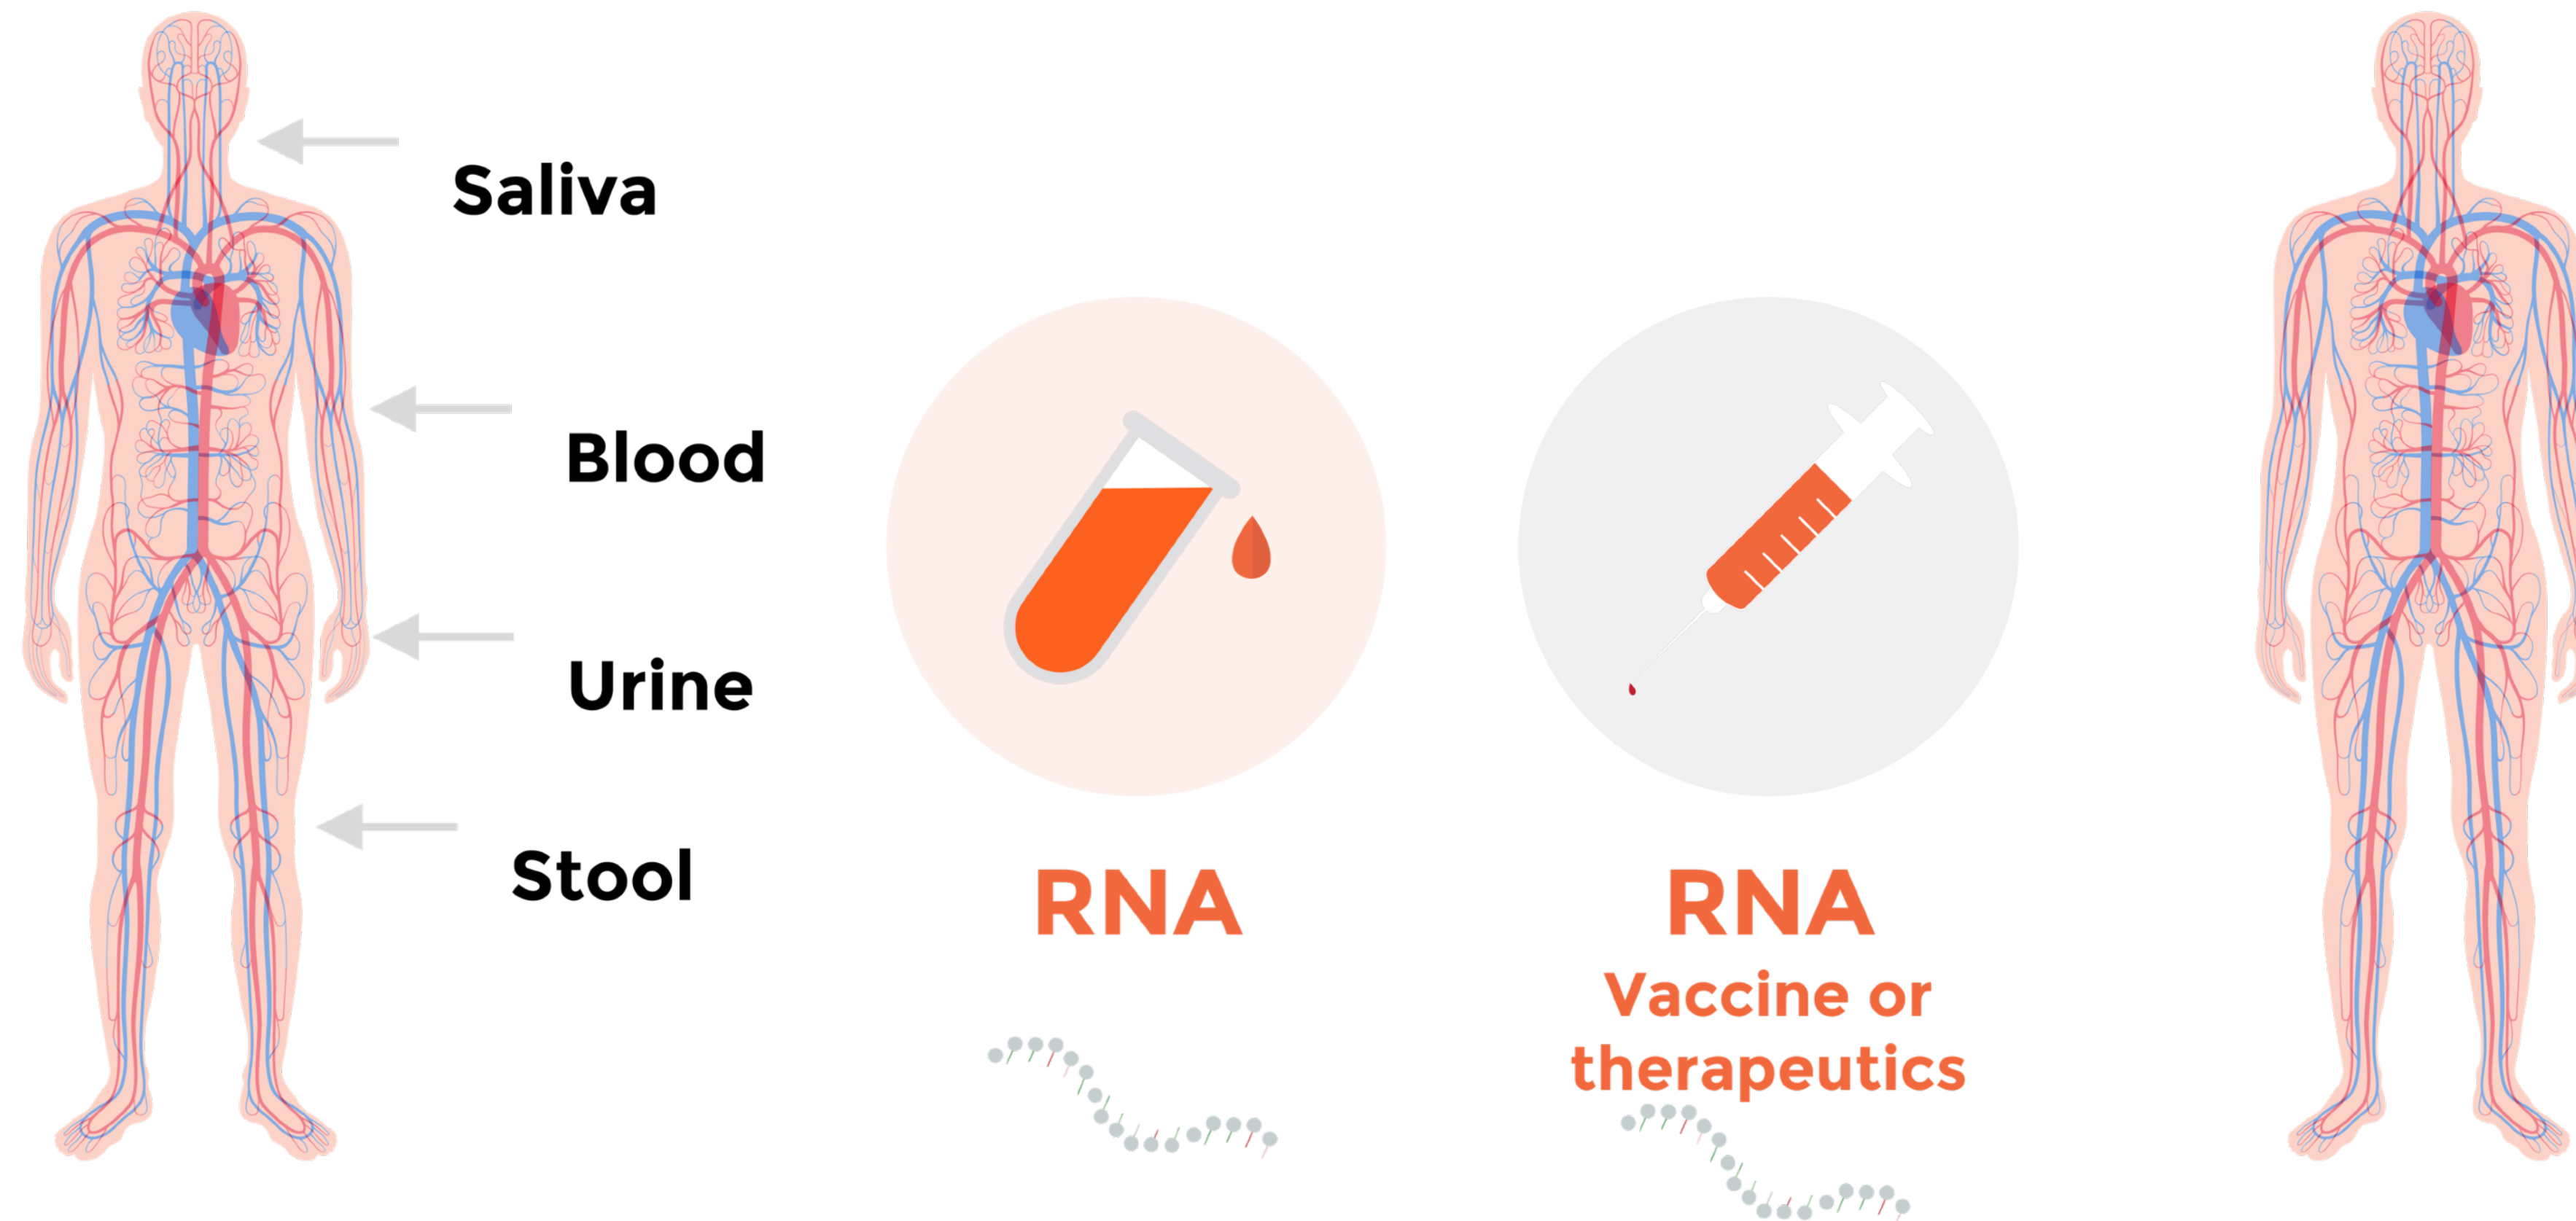 Saliva
Blood
Urine
Stool
RNA
RNA
Vaccine or
therapeutics